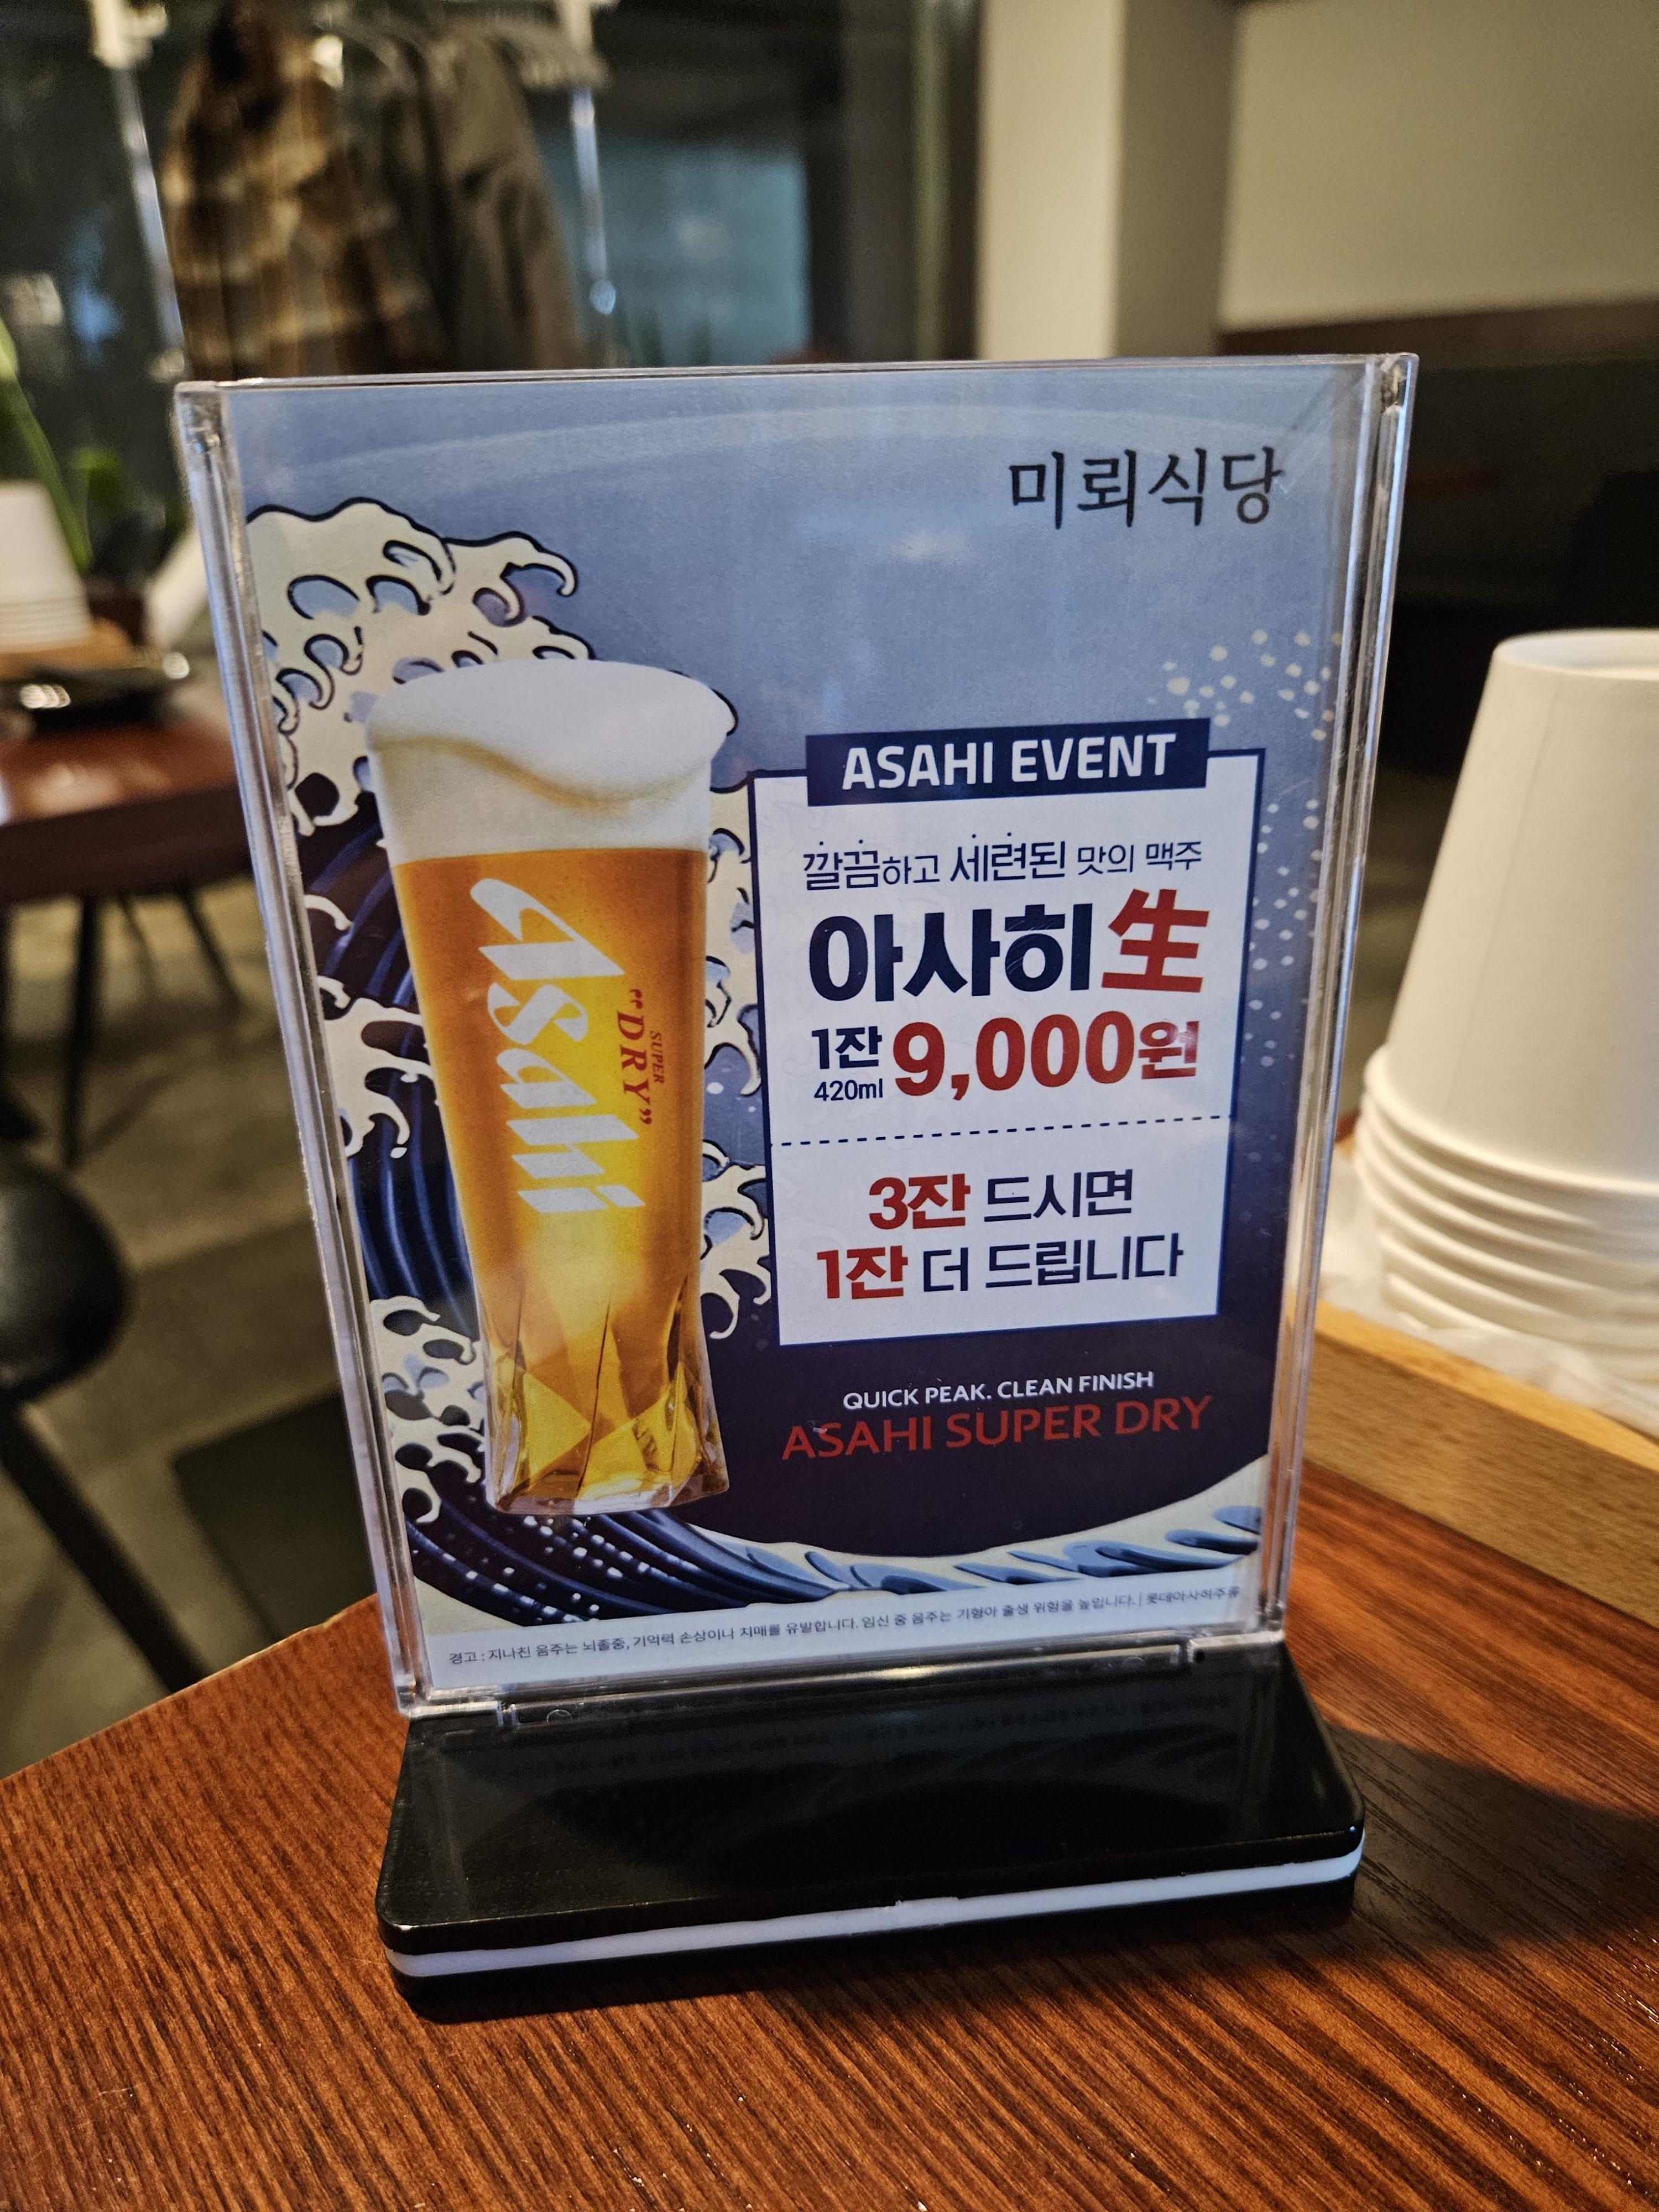 미뢰식당
ASAHI EVENT
깔끔하고 세련된 맛의 맥주
아사히生
1잔 9,000원
420ml
3잔 드시면
1잔 더 드립니다
Asahi
SUPER
"DRY"
QUICK PEAK. CLEAN FINISH
ASAHI SUPER DRY
경고 : 지나친 음주는 뇌졸중, 기억력 손상이나 치매를 유발합니다. 임신 중 음주는 기형아 출생 위험을 높입니다. | 롯데아사히주류